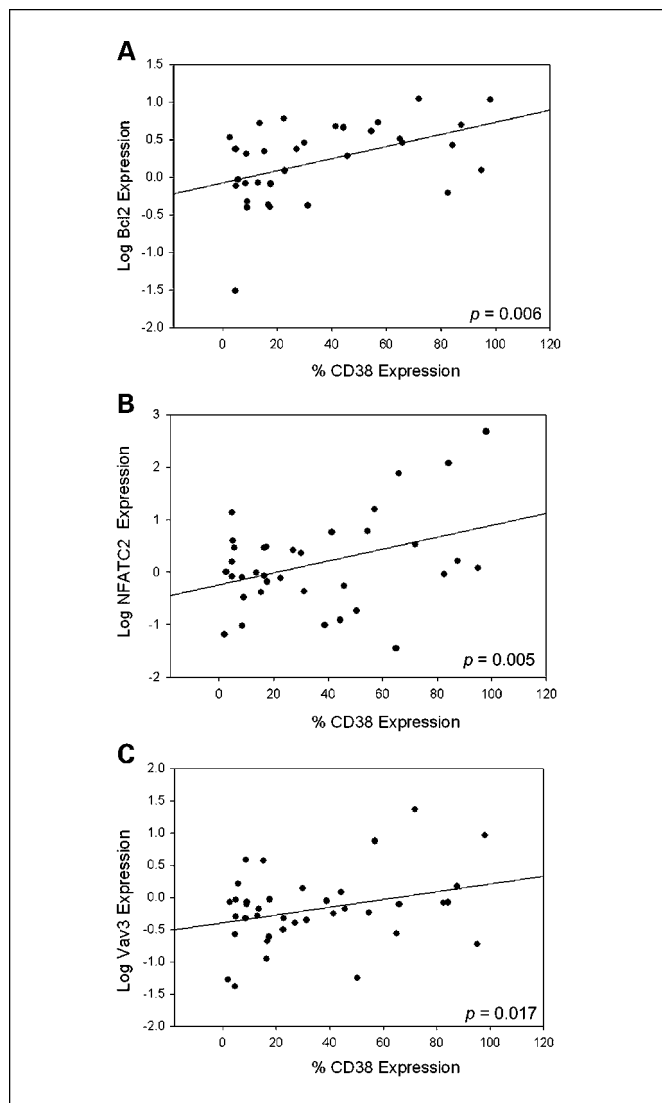 A
1.5
1.0
0.5
0.0
-0.5
-1.0
-1.5
-2.0
Log Bcl2 Expression
p = 0.006
0 20 40 60 80 100 120
% CD38 Expression
B
3
2
1
0
-1
-2
Log NFATC2 Expression
p = 0.005
0 20 40 60 80 100 120
% CD38 Expression
C
2.0
1.5
1.0
0.5
0.0
-0.5
-1.0
-1.5
-2.0
Log Vav3 Expression
p = 0.017
0 20 40 60 80 100 120
% CD38 Expression